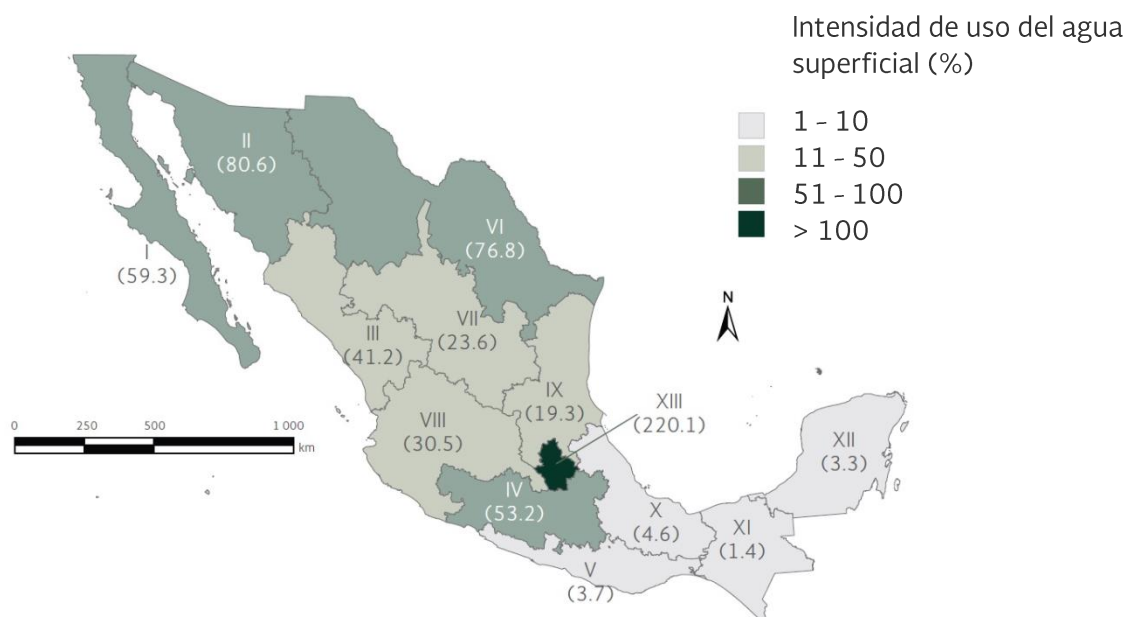 Intensidad de uso del agua
superficial (%)
1 - 10
11 - 50
51 - 100
> 100
II
(80.6)
VI
(76.8)
I
(59.3)
N
VII
(23.6)
III
(41.2)
IX
(19.3)
XIII
(220.1)
VIII
(30.5)
XII
(3.3)
0 250 500 1 000
km
IV
(53.2)
X
(4.6)
XI
(1.4)
V
(3.7)